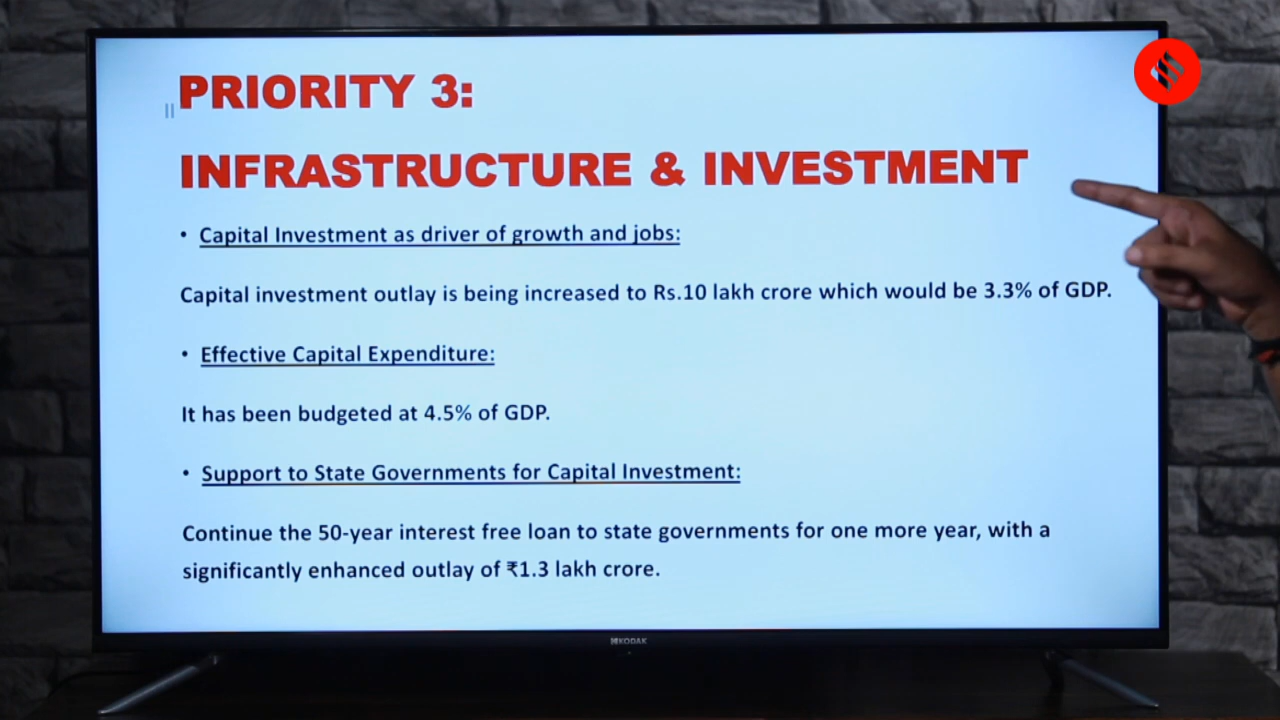 PRIORITY 3:
INFRASTRUCTURE & INVESTMENT
• Capital Investment as driver of growth and jobs:
Capital investment outlay is being increased to Rs.10 lakh crore which would be 3.3% of GDP.
• Effective Capital Expenditure:
It has been budgeted at 4.5% of GDP.
• Support to State Governments for Capital Investment:
Continue the 50-year interest free loan to state governments for one more year, with a
significantly enhanced outlay of ₹1.3 lakh crore.
KODAK